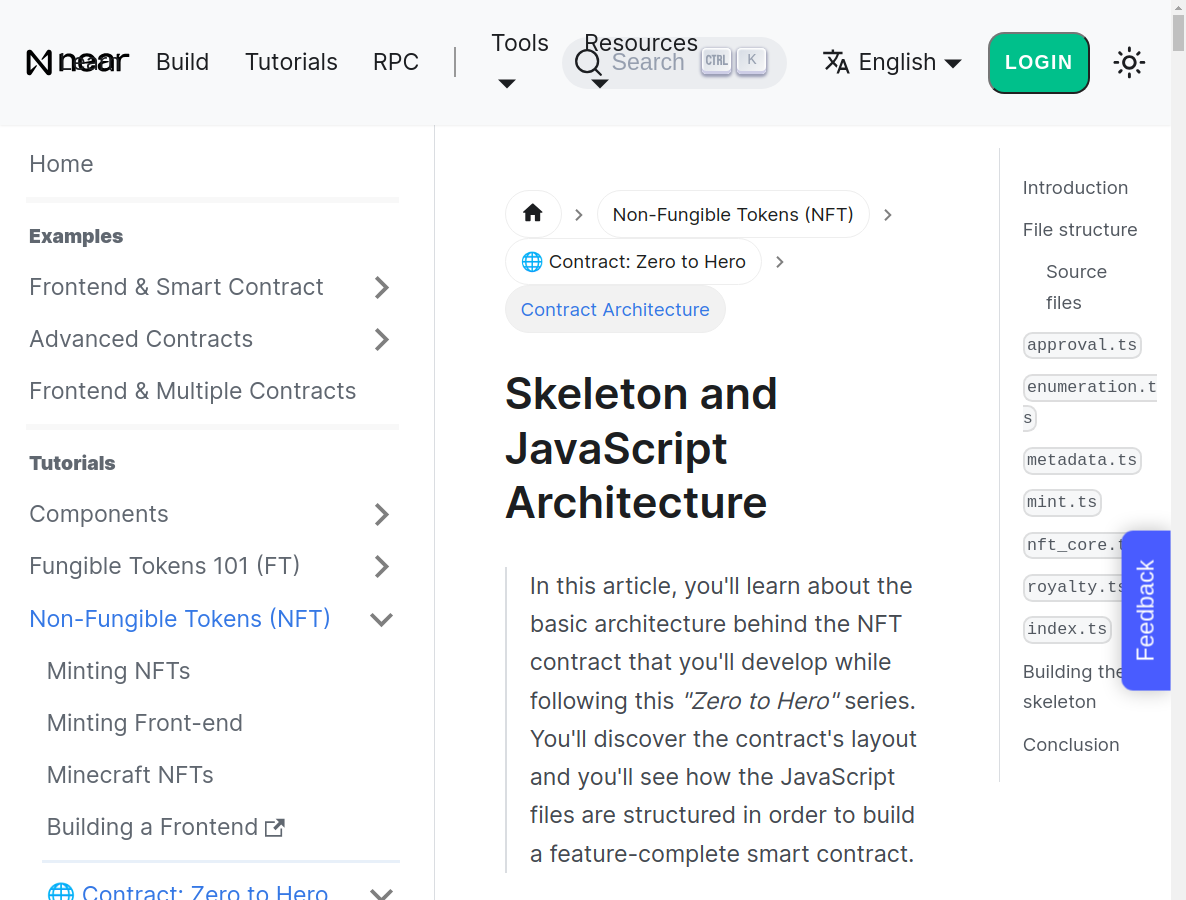 near
Learn
Build
Tutorials
RPC
Tools
Resources
Search
CTRL
K
English
LOGIN
Home
Examples
Frontend & Smart Contract
Advanced Contracts
Frontend & Multiple Contracts
Tutorials
Components
Fungible Tokens 101 (FT)
Non-Fungible Tokens (NFT)
Minting NFTs
Minting Front-end
Minecraft NFTs
Building a Frontend
🌐 Contract: Zero to Hero
Non-Fungible Tokens (NFT)
🌐 Contract: Zero to Hero
Contract Architecture
Skeleton and
JavaScript
Architecture
In this article, you'll learn about the
basic architecture behind the NFT
contract that you'll develop while
following this "Zero to Hero" series.
You'll discover the contract's layout
and you'll see how the JavaScript
files are structured in order to build
a feature-complete smart contract.
Introduction
File structure
Source
files
approval.ts
enumeration.t
s
metadata.ts
mint.ts
nft_core.t
royalty.ts
index.ts
Building the
skeleton
Conclusion
Feedback